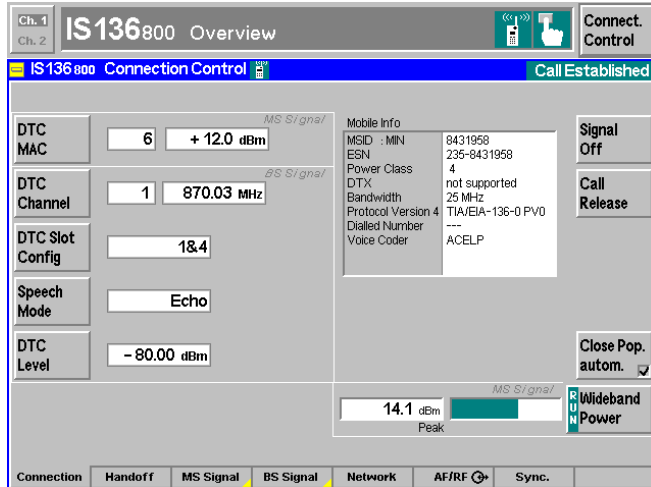 Ch. 1
Ch. 2
IS136800 Overview
Connect.
Control
IS136 800 Connection Control
Call Established
MS Signal
DTC
MAC
6
+ 12.0 dBm
BS Signal
DTC
Channel
1
870.03 MHz
DTC Slot
Config
1&4
Speech
Mode
Echo
DTC
Level
– 80.00 dBm
Mobile Info
MSID : MIN 8431958
ESN 235-8431958
Power Class 4
DTX not supported
Bandwidth 25 MHz
Protocol Version 4 TIA/EIA-136-0 PV0
Dialled Number ---
Voice Coder ACELP
Signal
Off
Call
Release
Close Pop.
autom.
MS Signal
14.1 dBm
Peak
RUN
Wideband
Power
Connection Handoff MS Signal BS Signal Network AF/RF Sync.